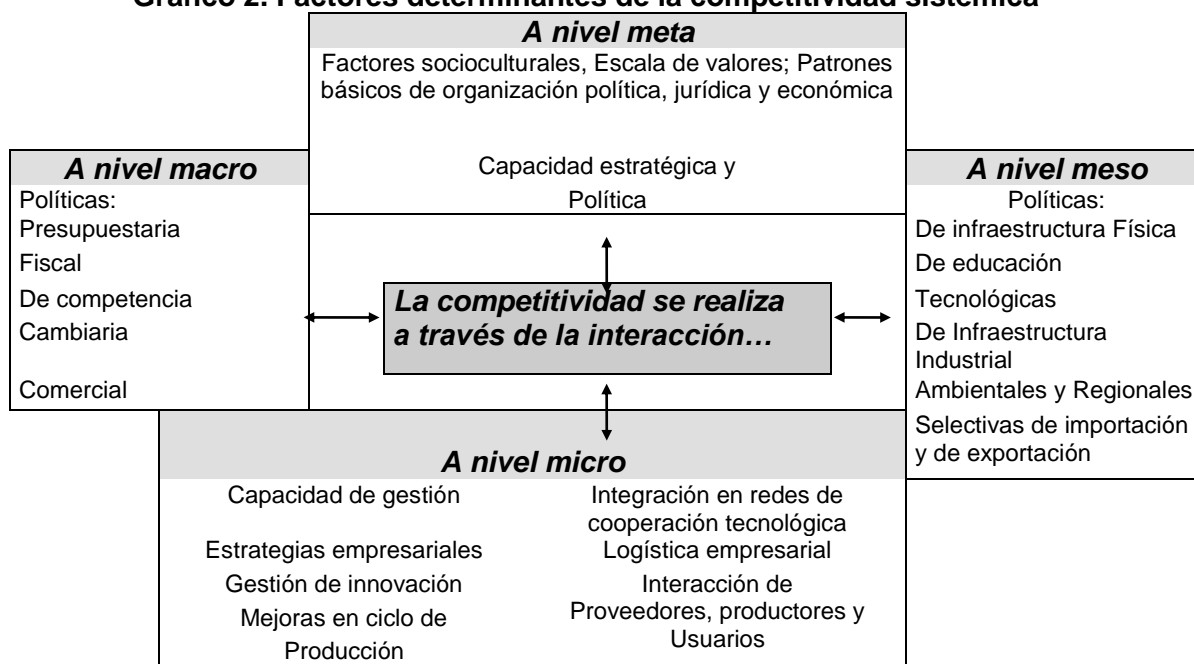 Gráfico 2. Factores determinantes de la competitividad sistémica
A nivel meta
Factores socioculturales, Escala de valores; Patrones
básicos de organización política, jurídica y económica
Capacidad estratégica y
Política
A nivel macro
Políticas:
Presupuestaria
Fiscal
De competencia
Cambiaria
Comercial
La competitividad se realiza
a través de la interacción…
A nivel meso
Políticas:
De infraestructura Física
De educación
Tecnológicas
De Infraestructura
Industrial
Ambientales y Regionales
Selectivas de importación
y de exportación
A nivel micro
Capacidad de gestión
Estrategias empresariales
Gestión de innovación
Mejoras en ciclo de
Producción
Integración en redes de
cooperación tecnológica
Logística empresarial
Interacción de
Proveedores, productores y
Usuarios